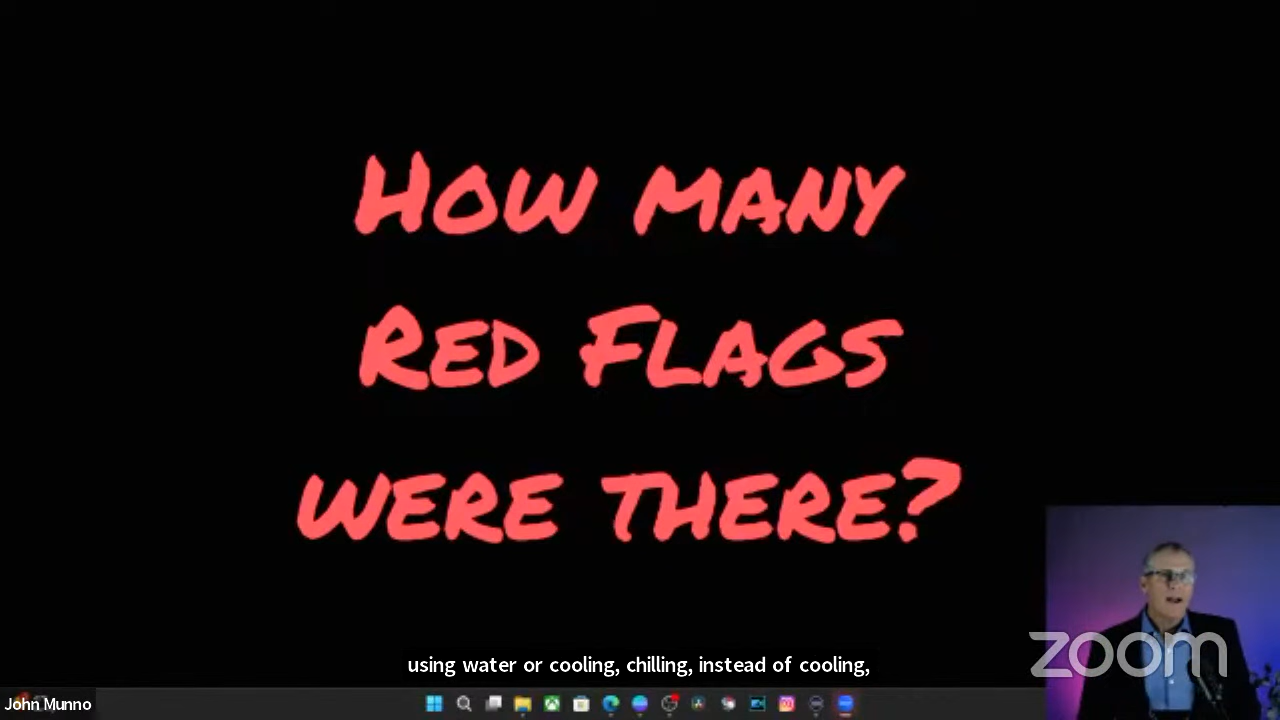 HOW MANY
RED FLAGS
WERE THERE?
using water or cooling, chilling, instead of cooling,
zoom
John Munno